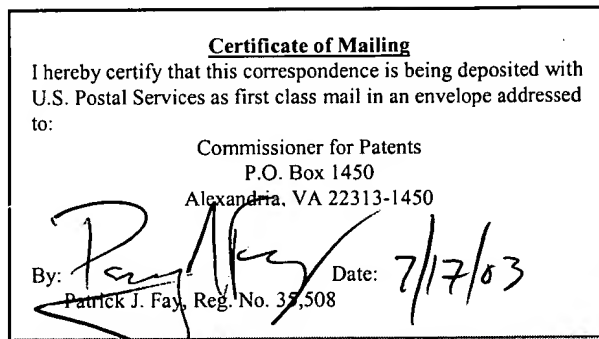 Certificate of Mailing
I hereby certify that this correspondence is being deposited with
U.S. Postal Services as first class mail in an envelope addressed
to:
Commissioner for Patents
P.O. Box 1450
Alexandria, VA 22313-1450
By: Date: 7/17/03
Patrick J. Fay, Reg. No. 35,508